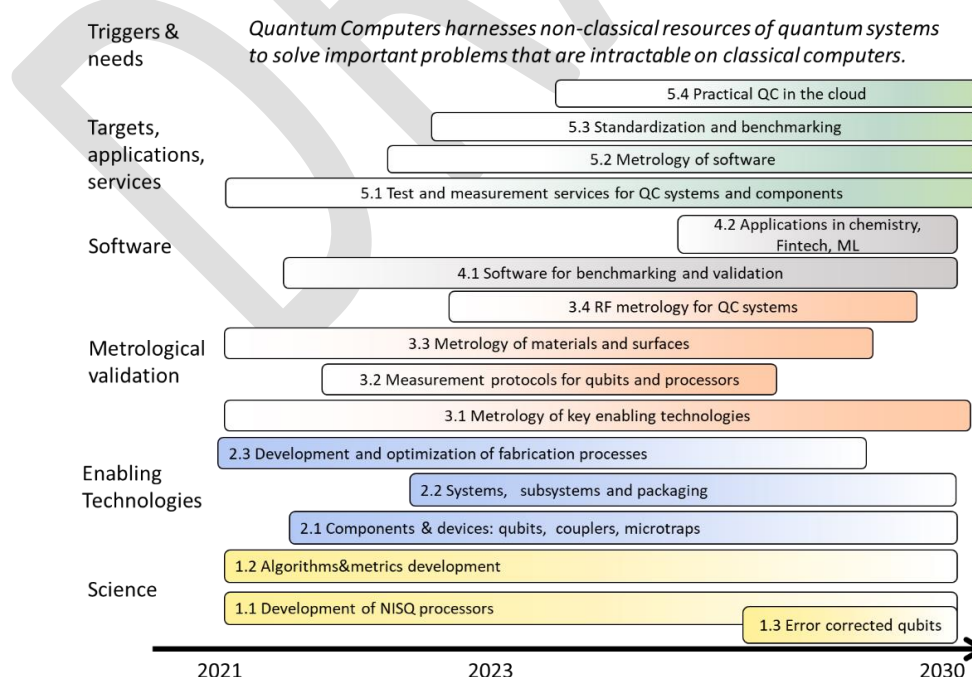 Triggers &
needs
Quantum Computers harnesses non-classical resources of quantum systems
to solve important problems that are intractable on classical computers.
5.4 Practical QC in the cloud
Targets,
applications,
services
5.3 Standardization and benchmarking
5.2 Metrology of software
5.1 Test and measurement services for QC systems and components
Software
4.2 Applications in chemistry,
Fintech, ML
4.1 Software for benchmarking and validation
3.4 RF metrology for QC systems
Metrological
validation
3.3 Metrology of materials and surfaces
3.2 Measurement protocols for qubits and processors
3.1 Metrology of key enabling technologies
Enabling
Technologies
2.3 Development and optimization of fabrication processes
2.2 Systems, subsystems and packaging
2.1 Components & devices: qubits, couplers, microtraps
Science
1.2 Algorithms&metrics development
1.1 Development of NISQ processors
1.3 Error corrected qubits
2021
2023
2030